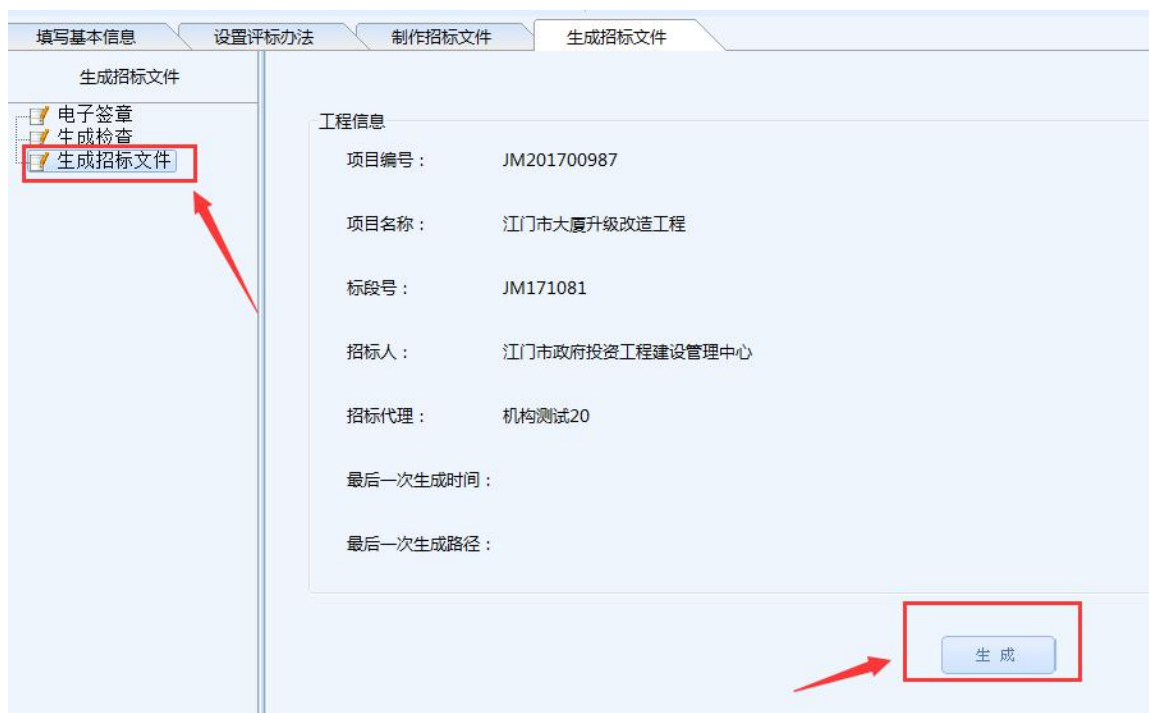 填写基本信息 设置评标办法 制作招标文件 生成招标文件
生成招标文件
电子签章
生成检查
生成招标文件
工程信息
项目编号： JM201700987
项目名称： 江门市大厦升级改造工程
标段号： JM171081
招标人： 江门市政府投资工程建设管理中心
招标代理： 机构测试20
最后一次生成时间：
最后一次生成路径：
生 成